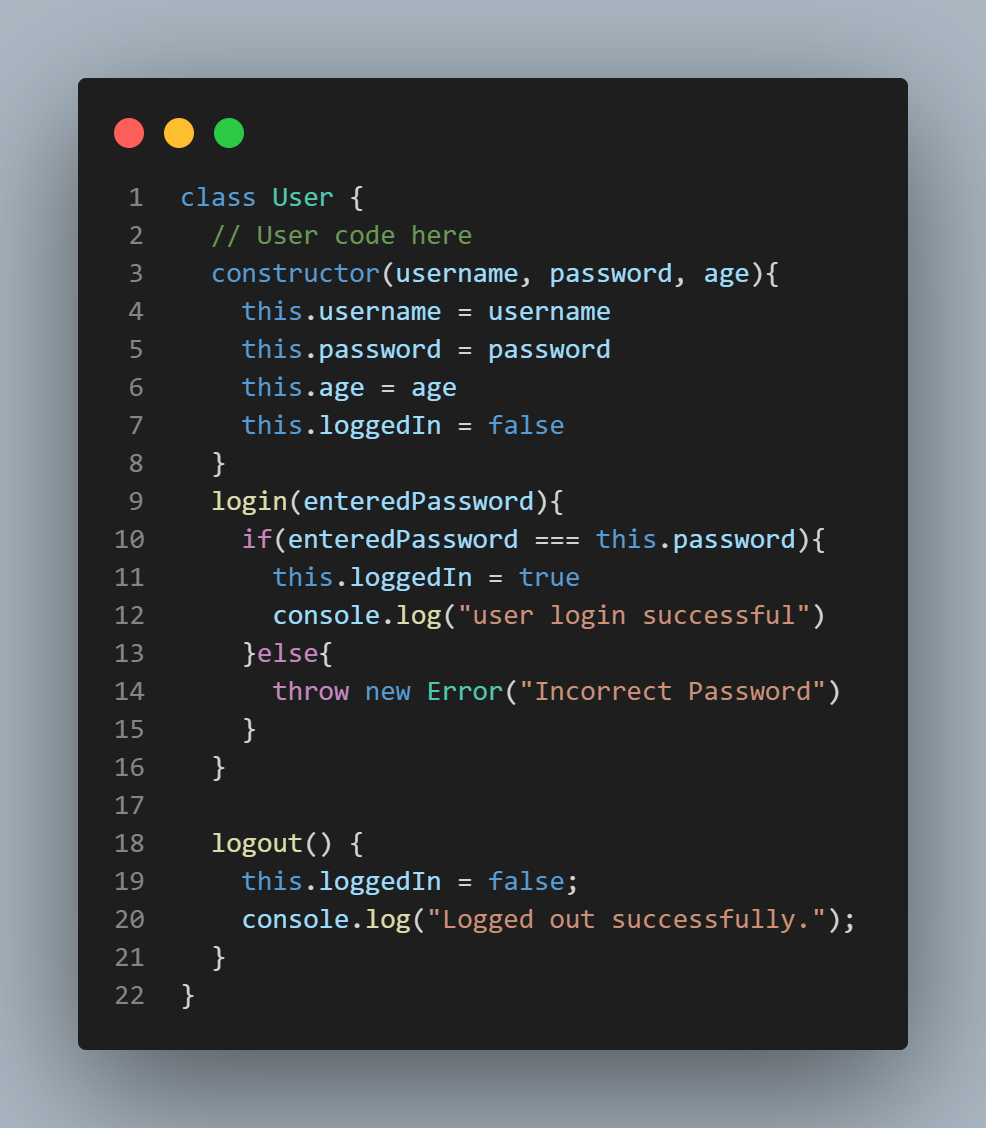 1 class User {
2   // User code here
3   constructor(username, password, age){
4     this.username = username
5     this.password = password
6     this.age = age
7     this.loggedIn = false
8   }
9   login(enteredPassword){
10     if(enteredPassword === this.password){
11       this.loggedIn = true
12       console.log("user login successful")
13     }else{
14       throw new Error("Incorrect Password")
15     }
16   }
17
18   logout() {
19     this.loggedIn = false;
20     console.log("Logged out successfully.");
21   }
22 }